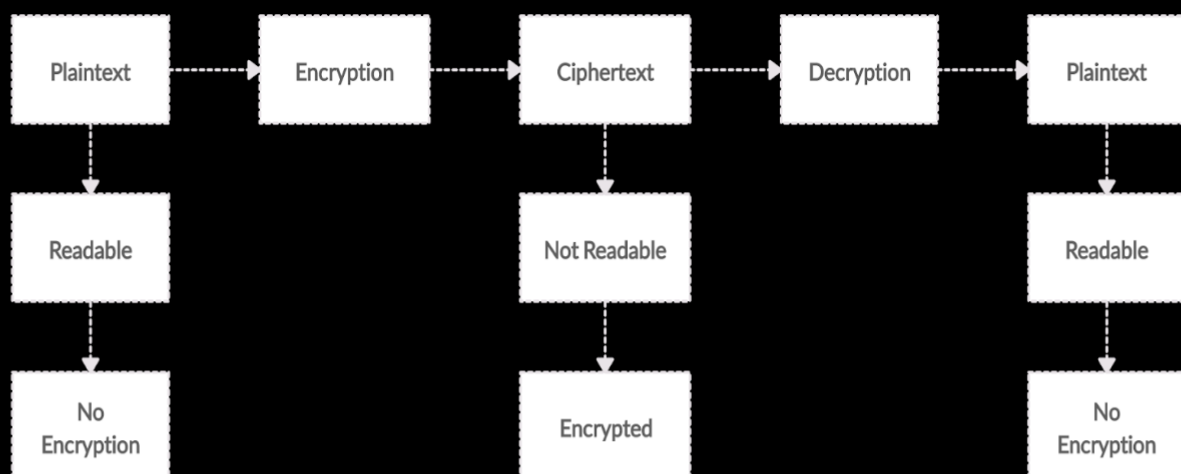 Plaintext
Encryption
Ciphertext
Decryption
Plaintext
Readable
Not Readable
Readable
No
Encryption
Encrypted
No
Encryption